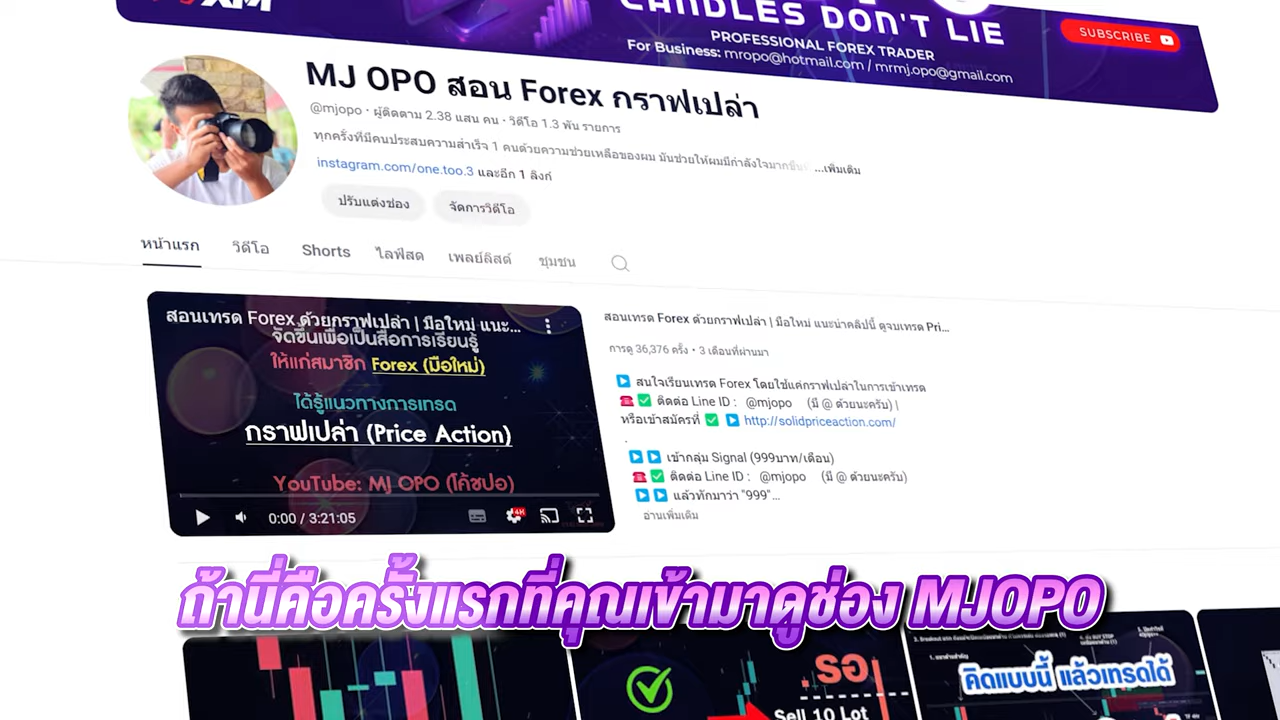 XM
CANDLES DON'T LIE
PROFESSIONAL FOREX TRADER
For Business: mropo@hotmail.com / mrmj.opo@gmail.com
SUBSCRIBE
MJ OPO สอน Forex กราฟเปล่า
@mjopo · ผู้ติดตาม 2.38 แสน คน · วิดีโอ 1.3 พัน รายการ
ทุกครั้งที่มีคนประสบความสำเร็จ 1 คนด้วยความช่วยเหลือของผม มันช่วยให้ผมมีกำลังใจมากขึ้น ...เพิ่มเติม
instagram.com/one.too.3 และอีก 1 ลิงก์
ปรับแต่งช่อง
จัดการวิดีโอ
หน้าแรก วิดีโอ Shorts ไลฟ์สด เพลย์ลิสต์ ชุมชน
สอนเทรด Forex ด้วยกราฟเปล่า | มือใหม่ แนะ...
จัดขึ้นเพื่อเป็นสื่อการเรียนรู้
ให้แก่สมาชิก Forex (มือใหม่)
ได้รู้แนวทางการเทรด
กราฟเปล่า (Price Action)
YouTube: MJ OPO (โค้ชปอ)
0:00 / 3:21:05
4K
สอนเทรด Forex ด้วยกราฟเปล่า | มือใหม่ แนะนำคลิปนี้ ดูจบเทรด Pri...
การดู 36,376 ครั้ง · 3 เดือนที่ผ่านมา
สนใจเรียนเทรด Forex โดยใช้แค่กราฟเปล่าในการเข้าเทรด
ติดต่อ Line ID : @mjopo (มี @ ด้วยนะครับ) |
หรือเข้าสมัครที่ http://solidpriceaction.com/
.
เข้ากลุ่ม Signal (999บาท/เดือน)
ติดต่อ Line ID : @mjopo (มี @ ด้วยนะครับ)
แล้วทักมาว่า "999"...
อ่านเพิ่มเติม
ถ้านี่คือครั้งแรกที่คุณเข้ามาดูช่อง MJOPO
รอ
Sell 10 Lot
คิดแบบนี้ แล้วเทรดได้